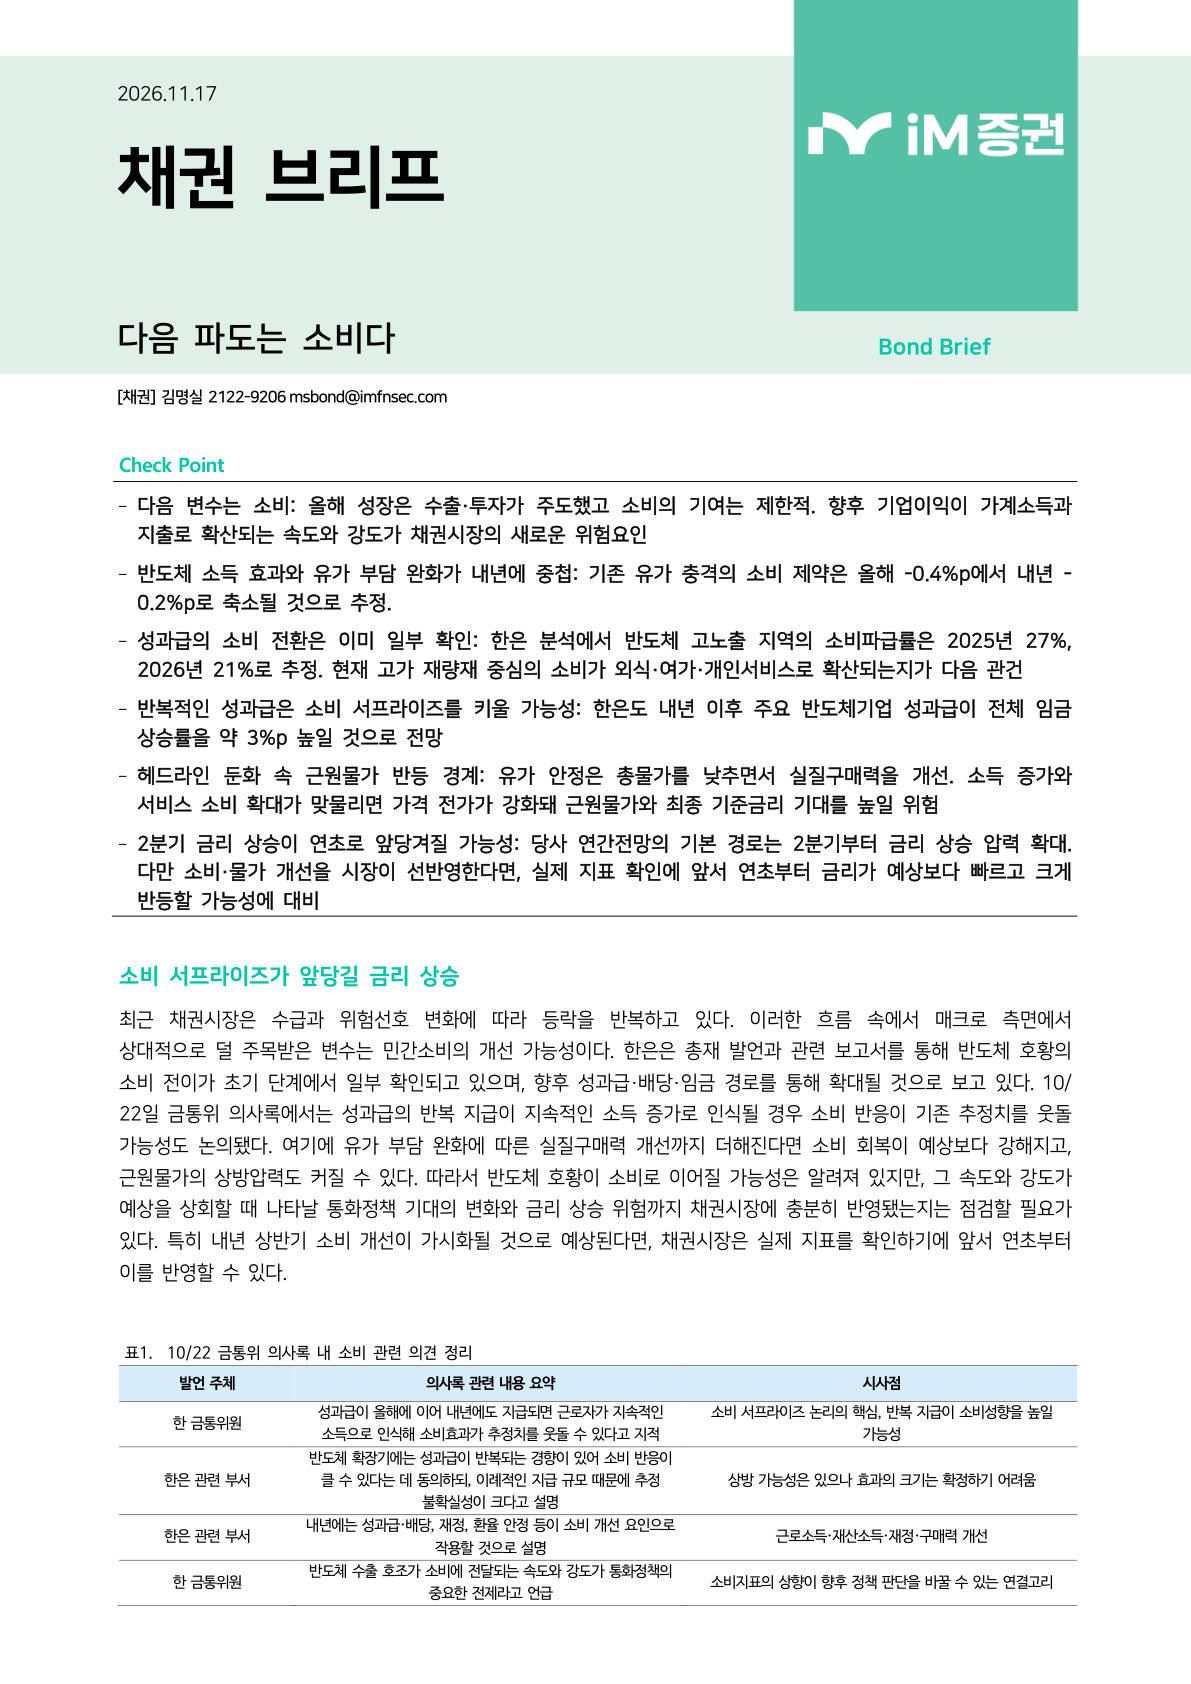 2026.11.17
채권 브리프
iM증권
다음 파도는 소비다
Bond Brief
[채권] 김명실 2122-9206 msbond@imfnsec.com
Check Point
– 다음 변수는 소비: 올해 성장은 수출·투자가 주도했고 소비의 기여는 제한적. 향후 기업이익이 가계소득과
지출로 확산되는 속도와 강도가 채권시장의 새로운 위험요인
– 반도체 소득 효과와 유가 부담 완화가 내년에 중첩: 기존 유가 충격의 소비 제약은 올해 -0.4%p에서 내년 -
0.2%p로 축소될 것으로 추정.
– 성과급의 소비 전환은 이미 일부 확인: 한은 분석에서 반도체 고노출 지역의 소비파급률은 2025년 27%,
2026년 21%로 추정. 현재 고가 재량재 중심의 소비가 외식·여가·개인서비스로 확산되는지가 다음 관건
– 반복적인 성과급은 소비 서프라이즈를 키울 가능성: 한은도 내년 이후 주요 반도체기업 성과급이 전체 임금
상승률을 약 3%p 높일 것으로 전망
– 헤드라인 둔화 속 근원물가 반등 경계: 유가 안정은 총물가를 낮추면서 실질구매력을 개선. 소득 증가와
서비스 소비 확대가 맞물리면 가격 전가가 강화돼 근원물가와 최종 기준금리 기대를 높일 위험
– 2분기 금리 상승이 연초로 앞당겨질 가능성: 당사 연간전망의 기본 경로는 2분기부터 금리 상승 압력 확대.
다만 소비·물가 개선을 시장이 선반영한다면, 실제 지표 확인에 앞서 연초부터 금리가 예상보다 빠르고 크게
반등할 가능성에 대비
소비 서프라이즈가 앞당길 금리 상승
최근 채권시장은 수급과 위험선호 변화에 따라 등락을 반복하고 있다. 이러한 흐름 속에서 매크로 측면에서
상대적으로 덜 주목받은 변수는 민간소비의 개선 가능성이다. 한은은 총재 발언과 관련 보고서를 통해 반도체 호황의
소비 전이가 초기 단계에서 일부 확인되고 있으며, 향후 성과급·배당·임금 경로를 통해 확대될 것으로 보고 있다. 10/
22일 금통위 의사록에서는 성과급의 반복 지급이 지속적인 소득 증가로 인식될 경우 소비 반응이 기존 추정치를 웃돌
가능성도 논의됐다. 여기에 유가 부담 완화에 따른 실질구매력 개선까지 더해진다면 소비 회복이 예상보다 강해지고,
근원물가의 상방압력도 커질 수 있다. 따라서 반도체 호황이 소비로 이어질 가능성은 알려져 있지만, 그 속도와 강도가
예상을 상회할 때 나타날 통화정책 기대의 변화와 금리 상승 위험까지 채권시장에 충분히 반영됐는지는 점검할 필요가
있다. 특히 내년 상반기 소비 개선이 가시화될 것으로 예상된다면, 채권시장은 실제 지표를 확인하기에 앞서 연초부터
이를 반영할 수 있다.
표1. 10/22 금통위 의사록 내 소비 관련 의견 정리
발언 주체 의사록 관련 내용 요약 시사점
한 금통위원 성과급이 올해에 이어 내년에도 지급되면 근로자가 지속적인 소비 서프라이즈 논리의 핵심, 반복 지급이 소비성향을 높일
소득으로 인식해 소비효과가 추정치를 웃돌 수 있다고 지적 가능성
반도체 확장기에는 성과급이 반복되는 경향이 있어 소비 반응이
한은 관련 부서 클 수 있다는 데 동의하되, 이례적인 지급 규모 때문에 추정 상방 가능성은 있으나 효과의 크기는 확정하기 어려움
불확실성이 크다고 설명
한은 관련 부서 내년에는 성과급·배당, 재정, 환율 안정 등이 소비 개선 요인으로 근로소득·재산소득·재정·구매력 개선
작용할 것으로 설명
한 금통위원 반도체 수출 호조가 소비에 전달되는 속도와 강도가 통화정책의 소비지표의 상향이 향후 정책 판단을 바꿀 수 있는 연결고리
중요한 전제라고 언급